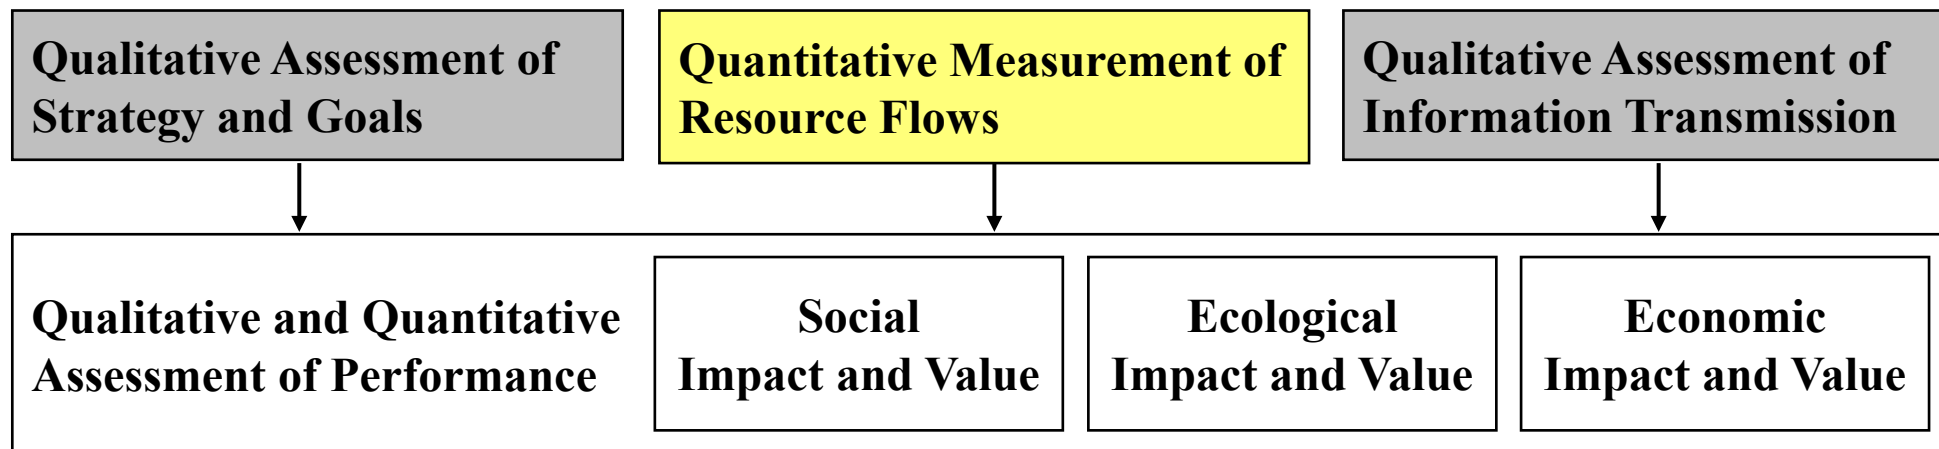 Qualitative Assessment of
Strategy and Goals
Quantitative Measurement of
Resource Flows
Qualitative Assessment of
Information Transmission
Qualitative and Quantitative
Assessment of Performance
Social
Impact and Value
Ecological
Impact and Value
Economic
Impact and Value